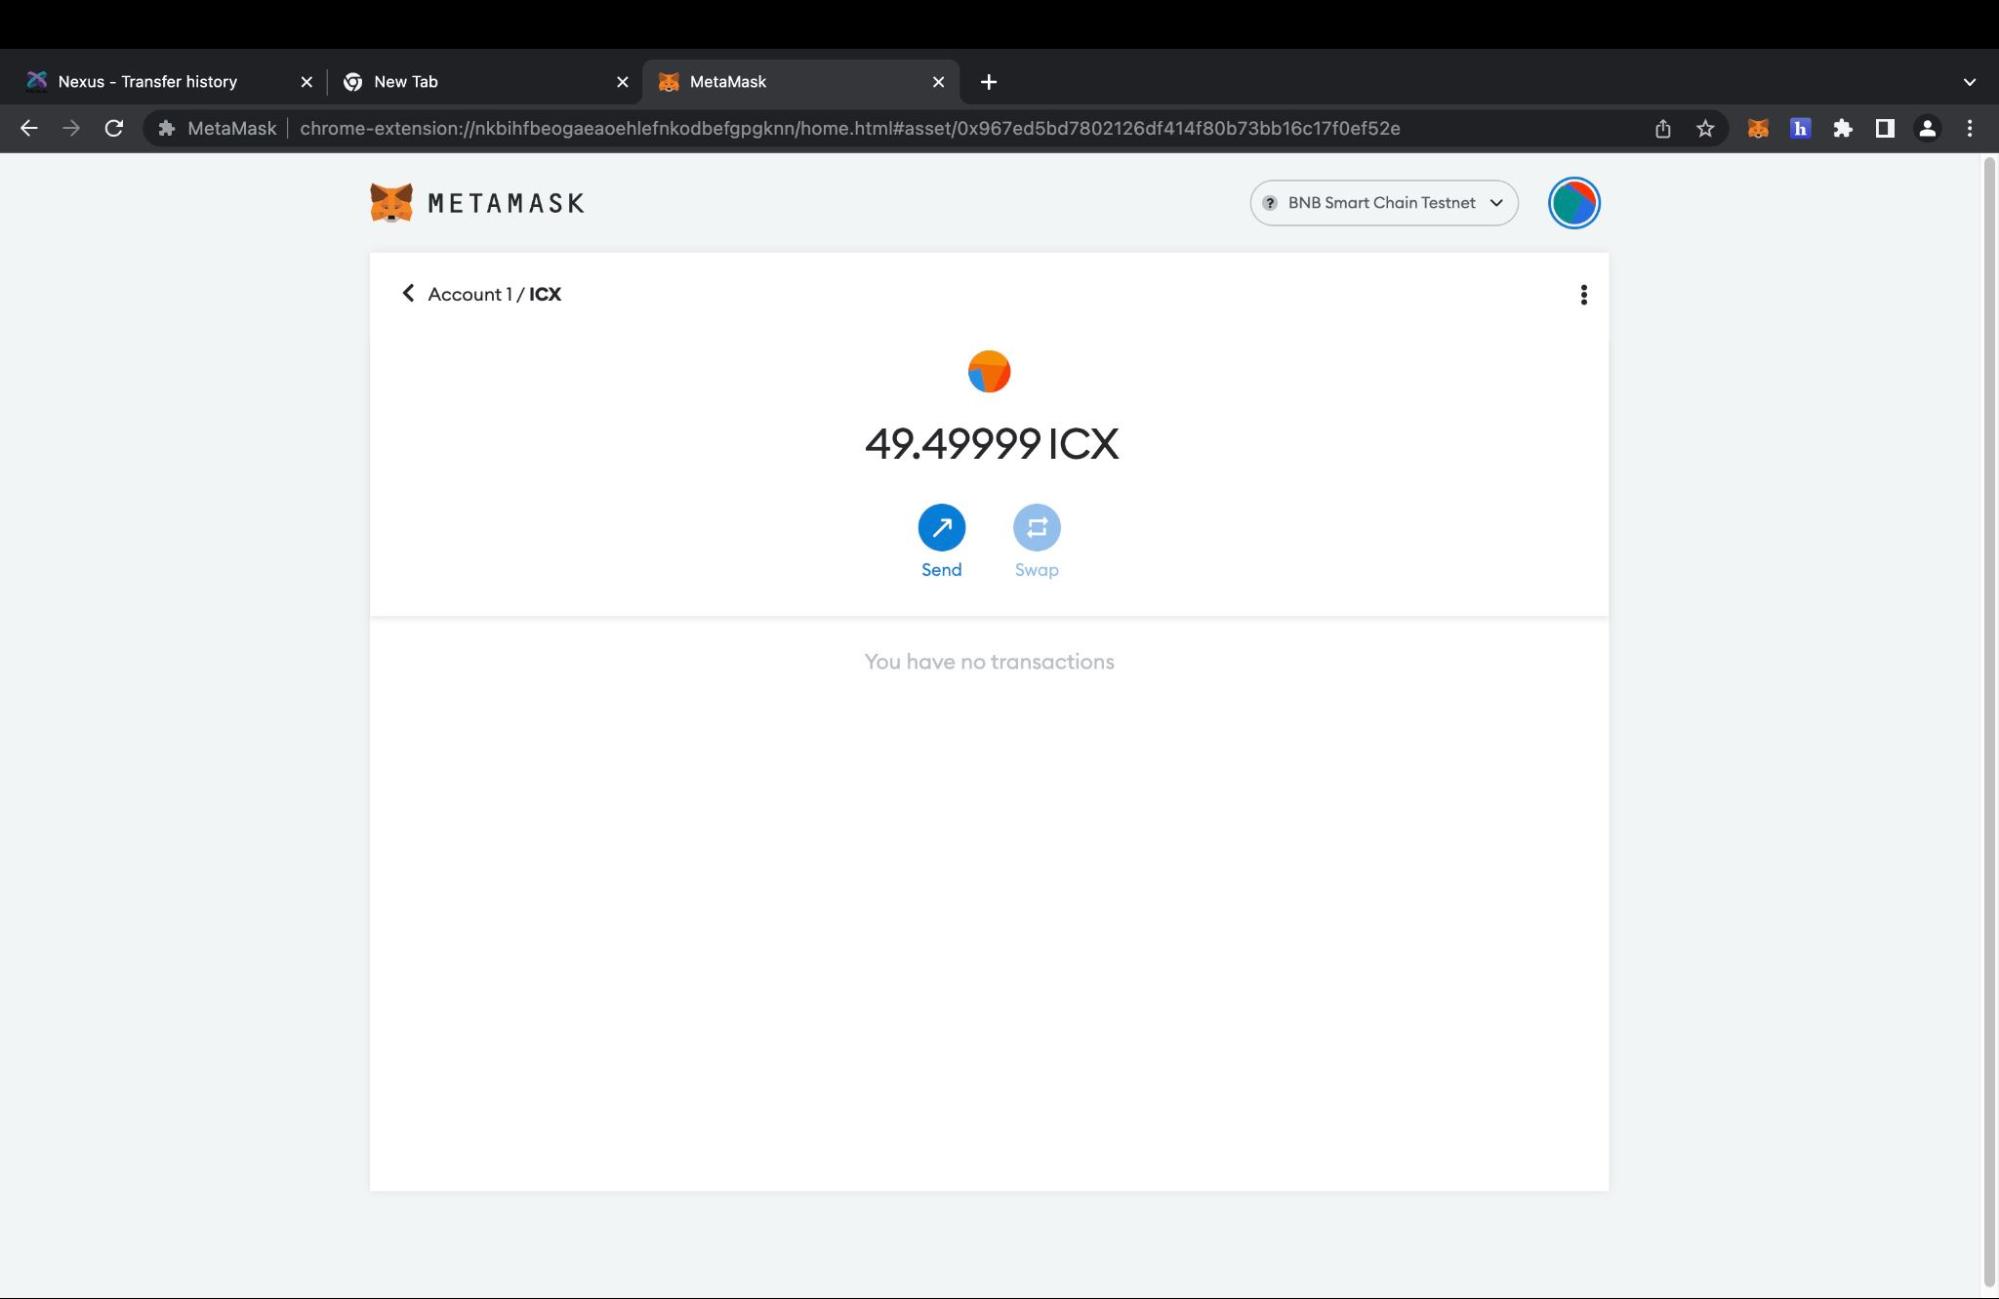 Nexus - Transfer history
New Tab
MetaMask
MetaMask
chrome-extension://nkbihfbeogaeaoehlefnkodbefgpgknn/home.html#asset/0x967ed5bd7802126df414f80b73bb16c17f0ef52e
h
METAMASK
? BNB Smart Chain Testnet
Account 1 / ICX
49.49999 ICX
Send
Swap
You have no transactions